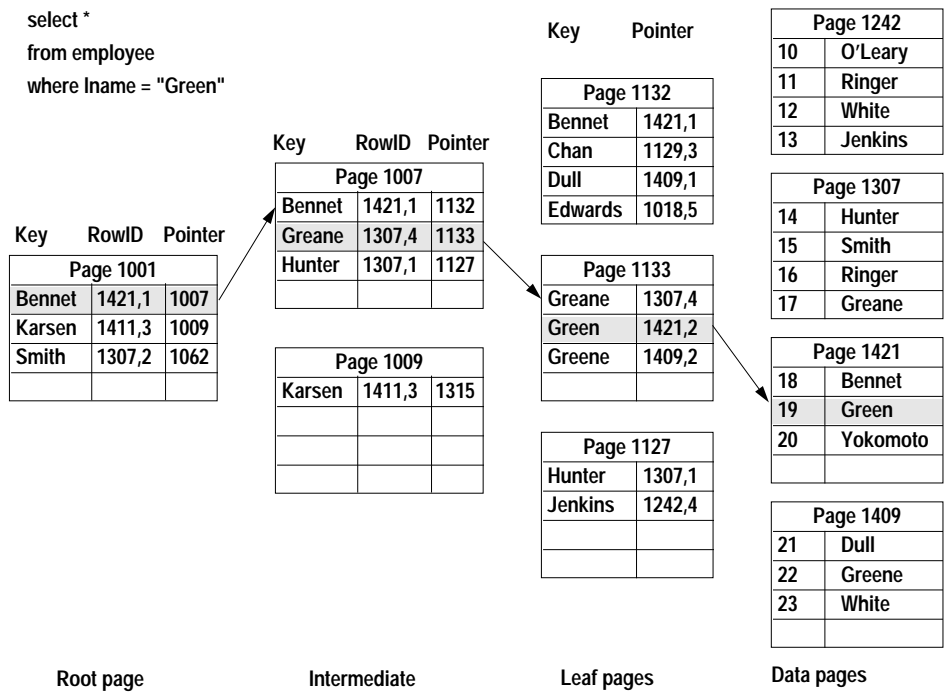 select *
from employee
where lname = "Green"
Key RowID Pointer
Page 1001
Bennet 1421,1 1007
Karsen 1411,3 1009
Smith 1307,2 1062
Key RowID Pointer
Page 1007
Bennet 1421,1 1132
Greane 1307,4 1133
Hunter 1307,1 1127
Page 1009
Karsen 1411,3 1315
Key Pointer
Page 1132
Bennet 1421,1
Chan 1129,3
Dull 1409,1
Edwards 1018,5
Page 1133
Greane 1307,4
Green 1421,2
Greene 1409,2
Page 1127
Hunter 1307,1
Jenkins 1242,4
Page 1242
10 O'Leary
11 Ringer
12 White
13 Jenkins
Page 1307
14 Hunter
15 Smith
16 Ringer
17 Greane
Page 1421
18 Bennet
19 Green
20 Yokomoto
Page 1409
21 Dull
22 Greene
23 White
Root page
Intermediate
Leaf pages
Data pages